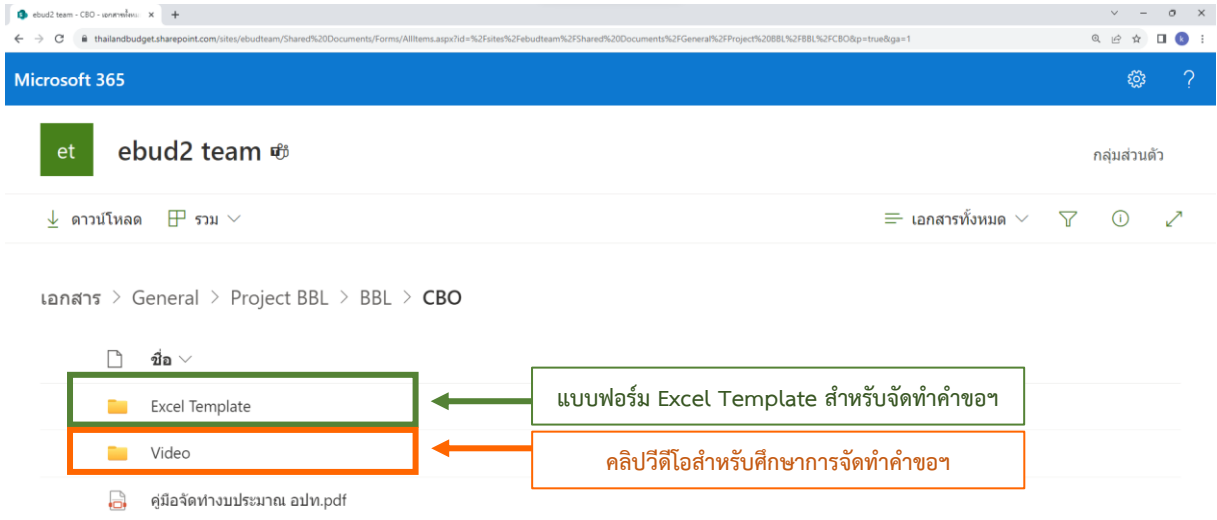 ebud2 team - CBO - เอกสารทั้งหมด
thailandbudget.sharepoint.com/sites/ebudteam/Shared%20Documents/Forms/AllItems.aspx?id=%2Fsites%2Febudteam%2FShared%20Documents%2FGeneral%2FProject%20BBL%2FBBL%2FCBO&p=true&ga=1
Microsoft 365
et ebud2 team
กลุ่มส่วนตัว
ดาวน์โหลด รวม เอกสารทั้งหมด
เอกสาร > General > Project BBL > BBL > CBO
ชื่อ
Excel Template
แบบฟอร์ม Excel Template สำหรับจัดทำคำขอฯ
Video
คลิปวีดีโอสำหรับศึกษาการจัดทำคำขอฯ
คู่มือจัดทำงบประมาณ อปท.pdf